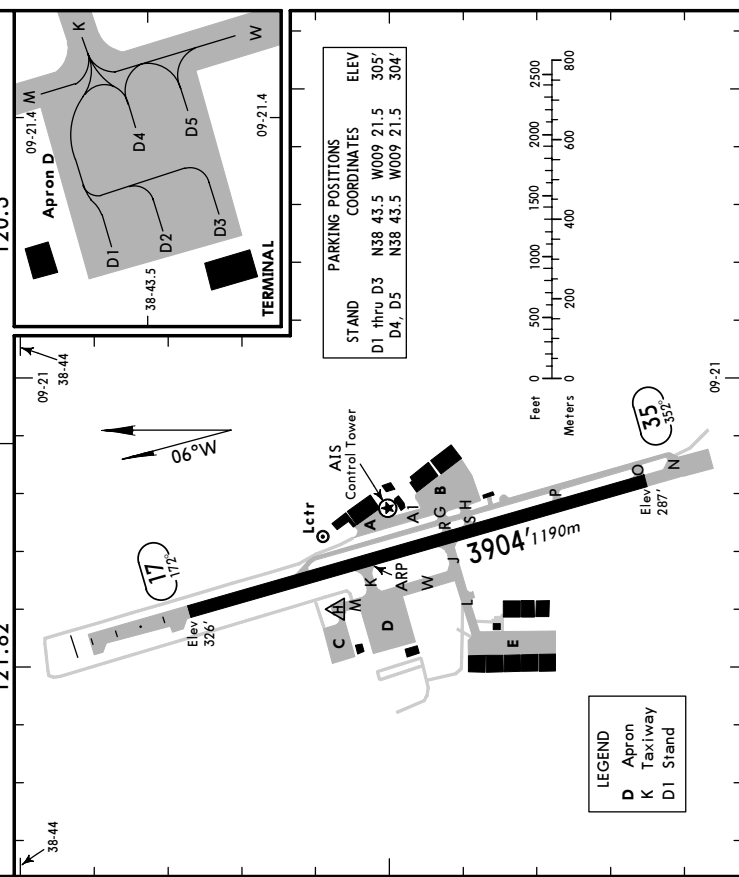 120.5
121.82
Apron D
M
K
W
D1
D2
D3
D4
D5
09-21.4
09-21.4
38-43.5
TERMINAL
PARKING POSITIONS
STAND COORDINATES ELEV
D1 thru D3 N38 43.5 W009 21.5 305'
D4, D5 N38 43.5 W009 21.5 304'
Feet 0 500 1000 1500 2000 2500
Meters 0 200 400 600 800
38-44
09-21
38-44
06°W
17
172°
Elev
326'
Lctr
AIS
Control Tower
A
A1
B
C
H
M
K
D
ARP
W
J
L
E
R G
S H
3904' 1190m
P
O
N
Elev
287'
35
352°
09-21
LEGEND
D Apron
K Taxiway
D1 Stand